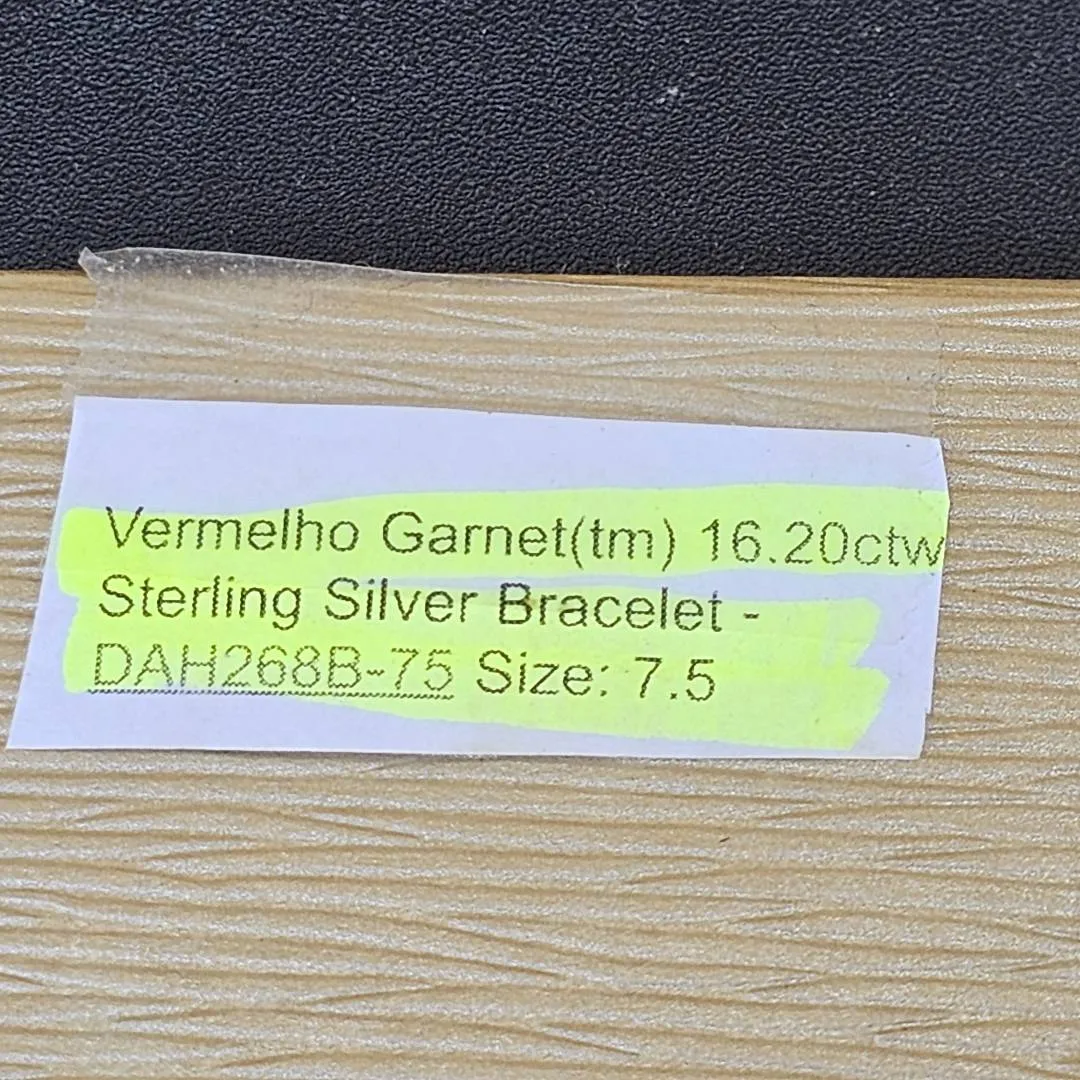 Vermelho Garnet(tm) 16.20ctw
Sterling Silver Bracelet -
DAH268B-75 Size: 7.5